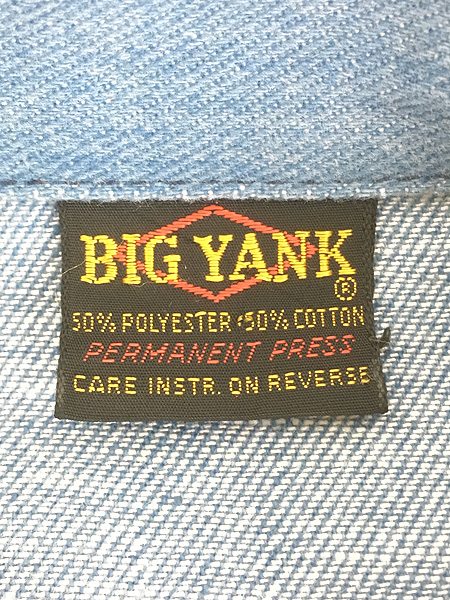 BIG YANK
®
50% POLYESTER·50% COTTON
PERMANENT PRESS
CARE INSTR. ON REVERSE